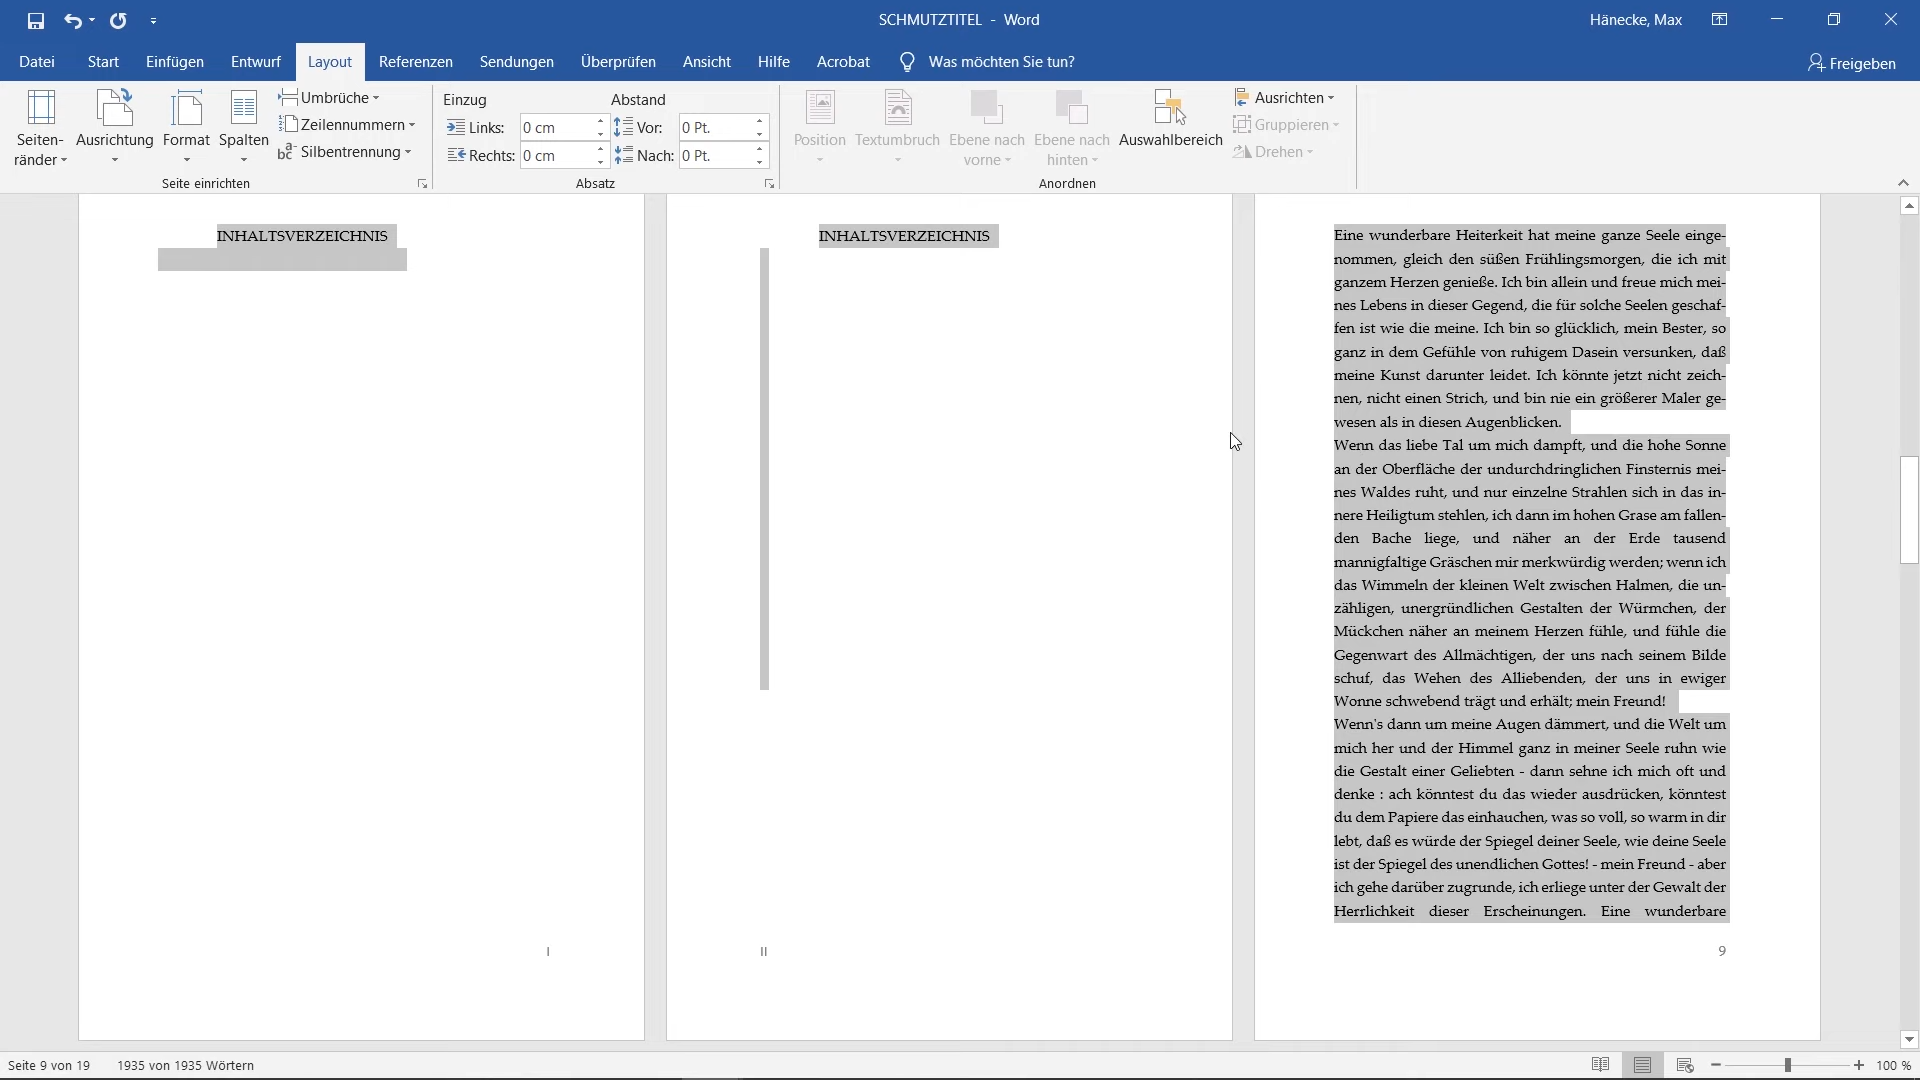 SCHMUTZTITEL - Word
Hänecke, Max
Datei Start Einfügen Entwurf Layout Referenzen Sendungen Überprüfen Ansicht Hilfe Acrobat Was möchten Sie tun? Freigeben
Seiten-
ränder
Ausrichtung
Format
Spalten
Umbrüche
Zeilennummern
Silbentrennung
Seite einrichten
Einzug
Links: 0 cm
Rechts: 0 cm
Abstand
Vor: 0 Pt.
Nach: 0 Pt.
Absatz
Position
Textumbruch
Ebene nach
vorne
Ebene nach
hinten
Auswahlbereich
Ausrichten
Gruppieren
Drehen
Anordnen
INHALTSVERZEICHNIS
I
INHALTSVERZEICHNIS
II
Eine wunderbare Heiterkeit hat meine ganze Seele einge-
nommen, gleich den süßen Frühlingsmorgen, die ich mit
ganzem Herzen genieße. Ich bin allein und freue mich mei-
nes Lebens in dieser Gegend, die für solche Seelen geschaf-
fen ist wie die meine. Ich bin so glücklich, mein Bester, so
ganz in dem Gefühle von ruhigem Dasein versunken, daß
meine Kunst darunter leidet. Ich könnte jetzt nicht zeich-
nen, nicht einen Strich, und bin nie ein größerer Maler ge-
wesen als in diesen Augenblicken.
Wenn das liebe Tal um mich dampft, und die hohe Sonne
an der Oberfläche der undurchdringlichen Finsternis mei-
nes Waldes ruht, und nur einzelne Strahlen sich in das in-
nere Heiligtum stehlen, ich dann im hohen Grase am fallen-
den Bache liege, und näher an der Erde tausend
mannigfaltige Gräschen mir merkwürdig werden; wenn ich
das Wimmeln der kleinen Welt zwischen Halmen, die un-
zähligen, unergründlichen Gestalten der Würmchen, der
Mückchen näher an meinem Herzen fühle, und fühle die
Gegenwart des Allmächtigen, der uns nach seinem Bilde
schuf, das Wehen des Alliebenden, der uns in ewiger
Wonne schwebend trägt und erhält; mein Freund!
Wenn's dann um meine Augen dämmert, und die Welt um
mich her und der Himmel ganz in meiner Seele ruhn wie
die Gestalt einer Geliebten - dann sehne ich mich oft und
denke : ach könntest du das wieder ausdrücken, könntest
du dem Papiere das einhauchen, was so voll, so warm in dir
lebt, daß es würde der Spiegel deiner Seele, wie deine Seele
ist der Spiegel des unendlichen Gottes! - mein Freund - aber
ich gehe darüber zugrunde, ich erliege unter der Gewalt der
Herrlichkeit dieser Erscheinungen. Eine wunderbare
9
Seite 9 von 19 1935 von 1935 Wörtern
100 %